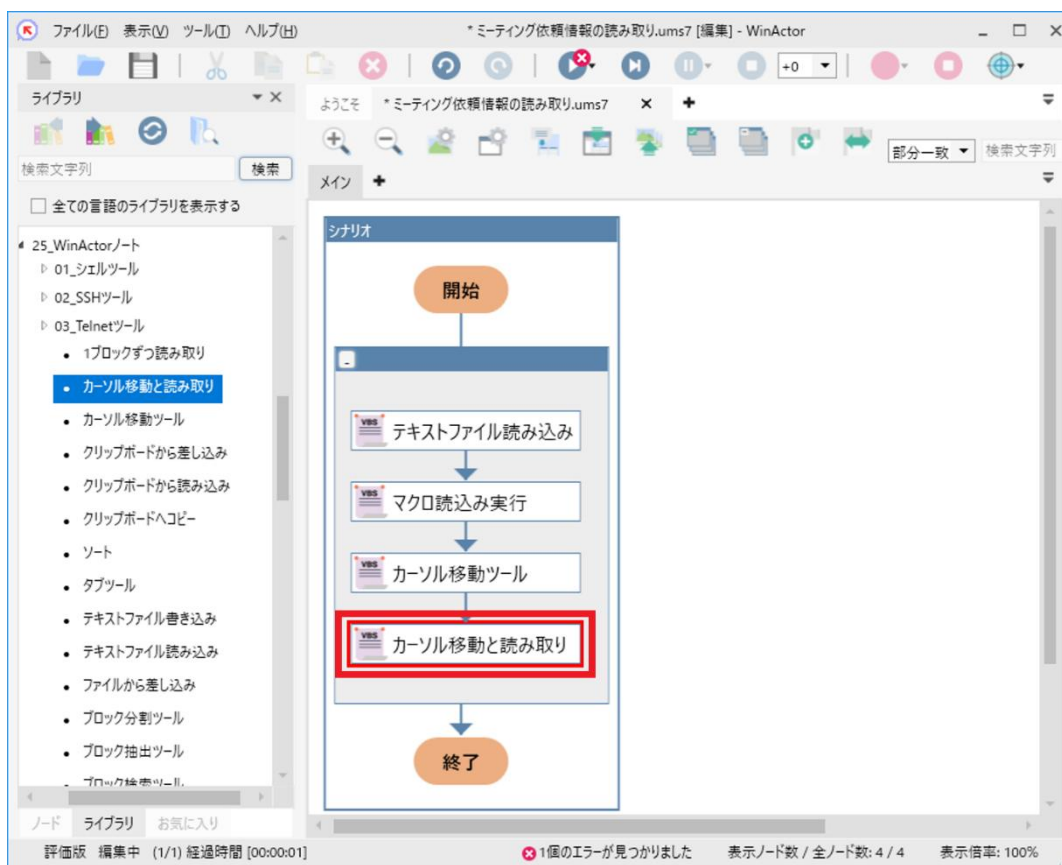 ファイル(F) 表示(V) ツール(T) ヘルプ(H)
* ミーティング依頼情報の読み取り.ums7 [編集] - WinActor
+0
ライブラリ
検索文字列
検索
全ての言語のライブラリを表示する
25_WinActorノート
01_シェルツール
02_SSHツール
03_Telnetツール
1ブロックずつ読み取り
カーソル移動と読み取り
カーソル移動ツール
クリップボードから差し込み
クリップボードから読み込み
クリップボードへコピー
ソート
タブツール
テキストファイル書き込み
テキストファイル読み込み
ファイルから差し込み
ブロック分割ツール
ブロック抽出ツール
ブロック検索ツール
ノード ライブラリ お気に入り
ようこそ * ミーティング依頼情報の読み取り.ums7
部分一致 検索文字列
メイン
シナリオ
開始
VBS テキストファイル読み込み
VBS マクロ読込み実行
VBS カーソル移動ツール
VBS カーソル移動と読み取り
終了
評価版 編集中 (1/1) 経過時間 [00:00:01]
1個のエラーが見つかりました 表示ノード数 / 全ノード数: 4 / 4 表示倍率: 100%